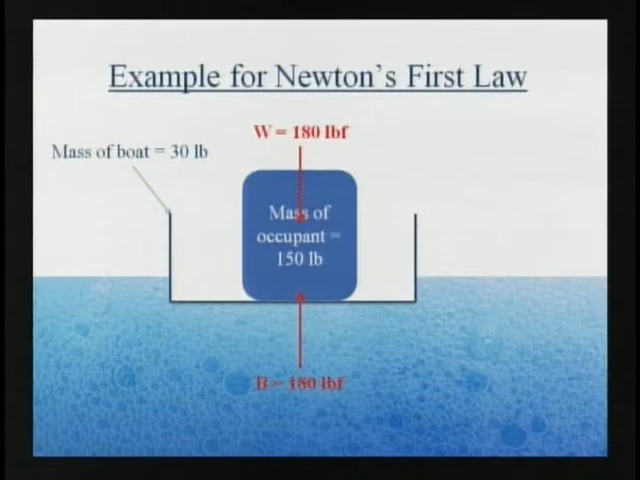 Example for Newton's First Law
W = 180 lbf
Mass of boat = 30 lb
Mass of
occupant =
150 lb
B = 180 lbf